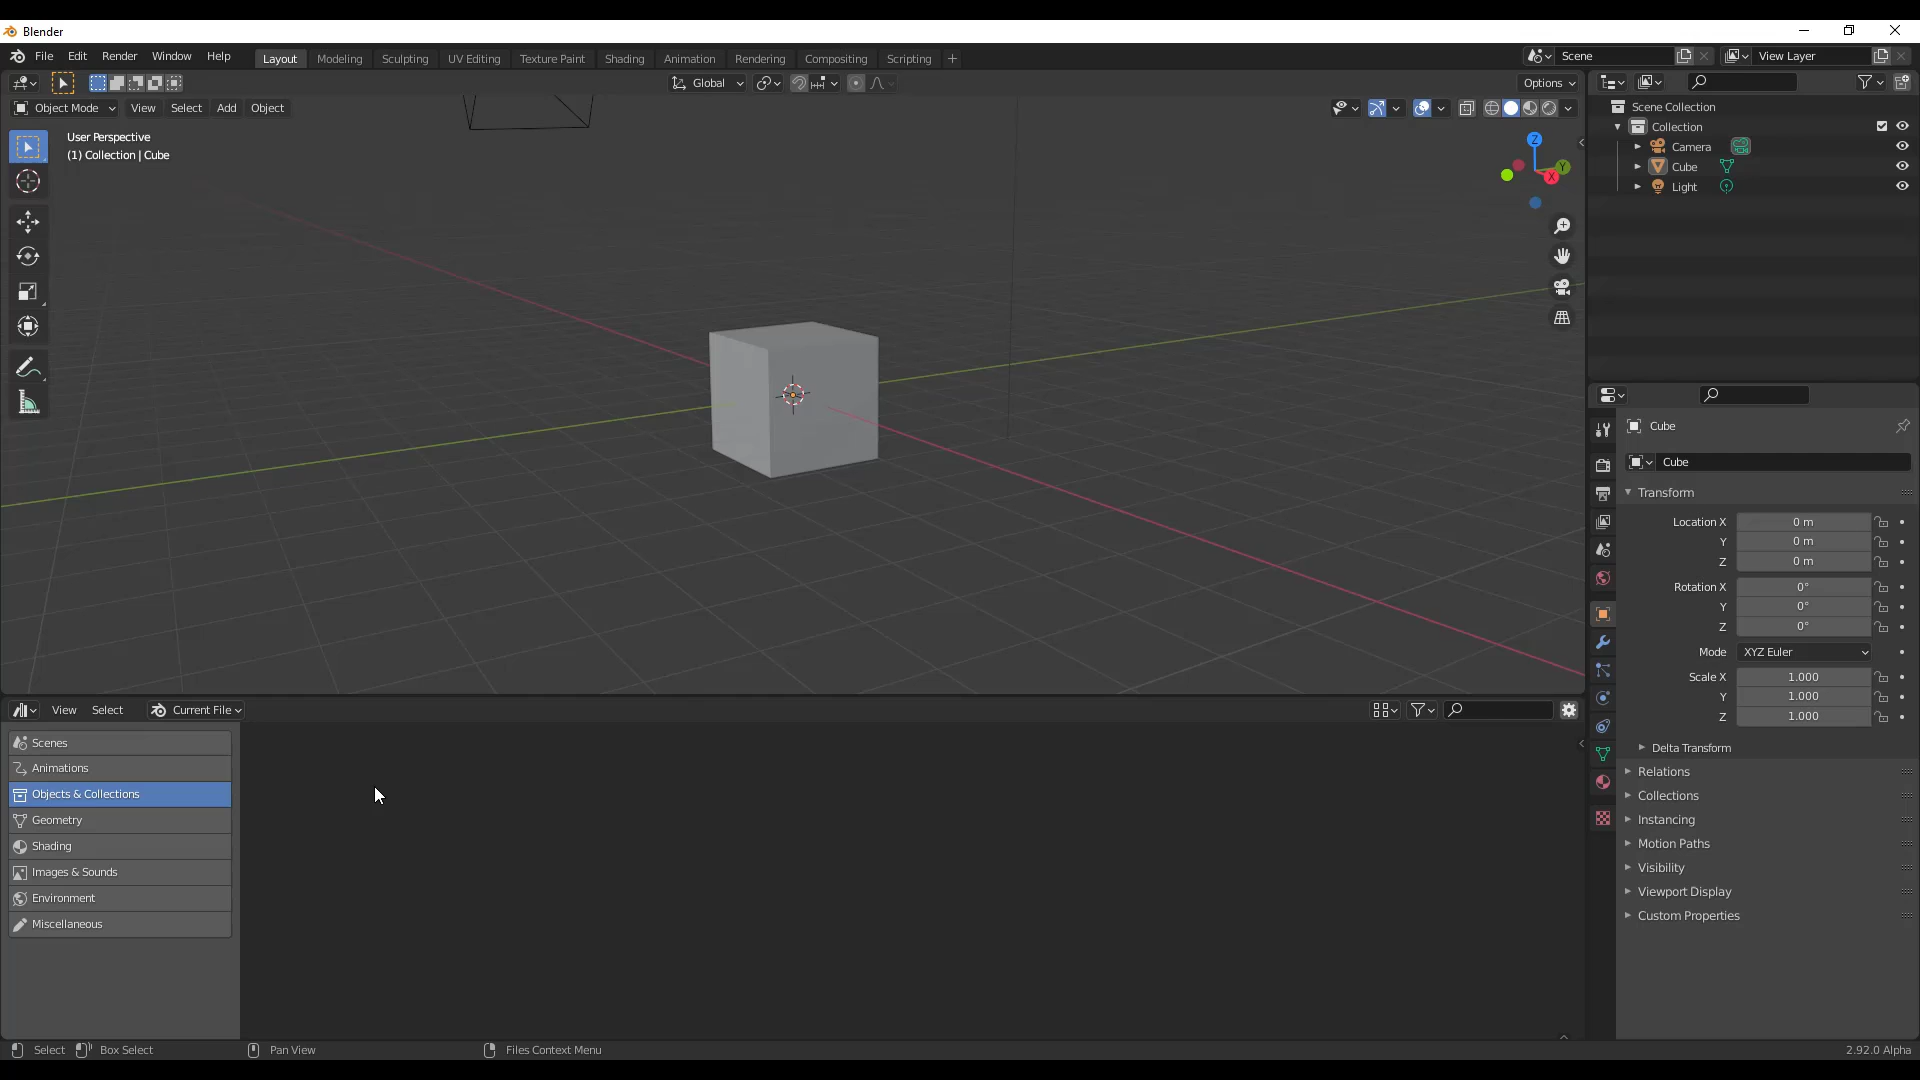 Blender
File Edit Render Window Help Layout Modeling Sculpting UV Editing Texture Paint Shading Animation Rendering Compositing Scripting + Scene View Layer
Global Options
Object Mode View Select Add Object
User Perspective
(1) Collection | Cube
Z
Y
X
Scene Collection
Collection
Camera
Cube
Light
Cube
Cube
Transform
Location X 0 m
Y 0 m
Z 0 m
Rotation X 0°
Y 0°
Z 0°
Mode XYZ Euler
Scale X 1.000
Y 1.000
Z 1.000
Delta Transform
Relations
Collections
Instancing
Motion Paths
Visibility
Viewport Display
Custom Properties
View Select Current File
Scenes
Animations
Objects & Collections
Geometry
Shading
Images & Sounds
Environment
Miscellaneous
Select Box Select Pan View Files Context Menu 2.92.0 Alpha